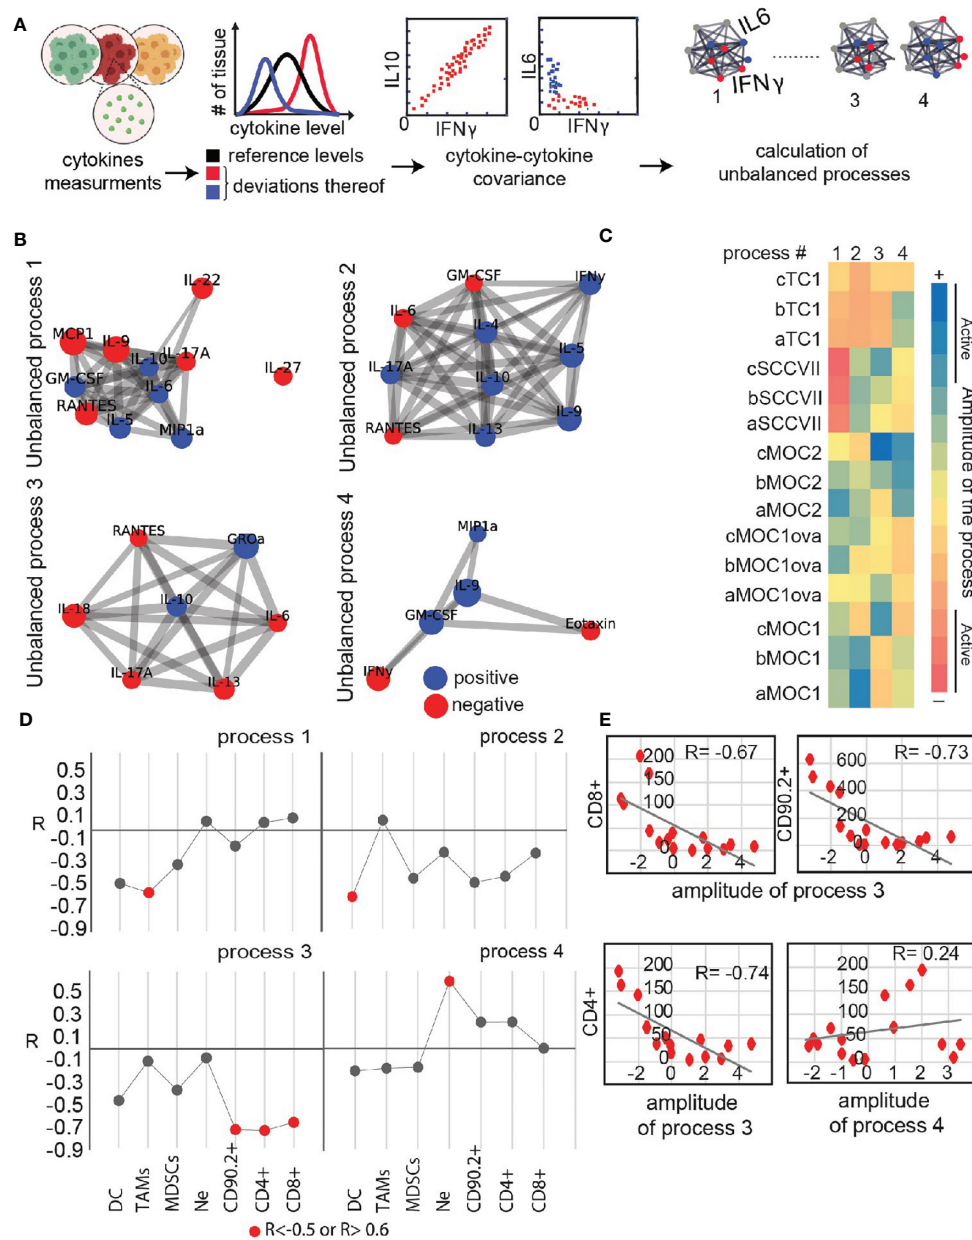 A
# of tissue
cytokine level
IL10
0
IFNγ
IL6
0
IFNγ
IL6
IFNγ
1
3
4
cytokines
measurments
reference levels
deviations thereof
cytokine-cytokine
covariance
calculation of
unbalanced processes
B
Unbalanced process 1
IL-22
MCP1
IL-9
IL-10
IL-17A
IL-27
GM-CSF
IL-6
RANTES
IL-5
MIP1a
Unbalanced process 2
GM-CSF
IFNγ
IL-6
IL-4
IL-5
IL-17A
IL-10
IL-9
RANTES
IL-13
Unbalanced process 3
RANTES
GROa
IL-18
IL-10
IL-6
IL-17A
IL-13
Unbalanced process 4
MIP1a
IL-9
GM-CSF
Eotaxin
IFNγ
positive
negative
C
process #
1 2 3 4
cTC1
bTC1
aTC1
cSCCVII
bSCCVII
aSCCVII
cMOC2
bMOC2
aMOC2
cMOC1ova
bMOC1ova
aMOC1ova
cMOC1
bMOC1
aMOC1
+
Active
Amplitude of the process
Active
–
D
process 1
process 2
0.5
0.3
0.1
R
-0.1
-0.3
-0.5
-0.7
-0.9
process 3
process 4
0.5
0.3
0.1
R
-0.1
-0.3
-0.5
-0.7
-0.9
DC
TAMs
MDSCs
Ne
CD90.2+
CD4+
CD8+
DC
TAMs
MDSCs
Ne
CD90.2+
CD4+
CD8+
R<-0.5 or R> 0.6
E
CD8+
200
150
100
50
0
R= -0.67
-2 0 2 4
CD90.2+
600
400
200
0
R= -0.73
-2 0 2 4
amplitude of process 3
CD4+
200
150
100
50
0
R= -0.74
-2 0 2 4
amplitude
of process 3
200
150
100
50
0
R= 0.24
-2 -1 0 1 2 3
amplitude
of process 4